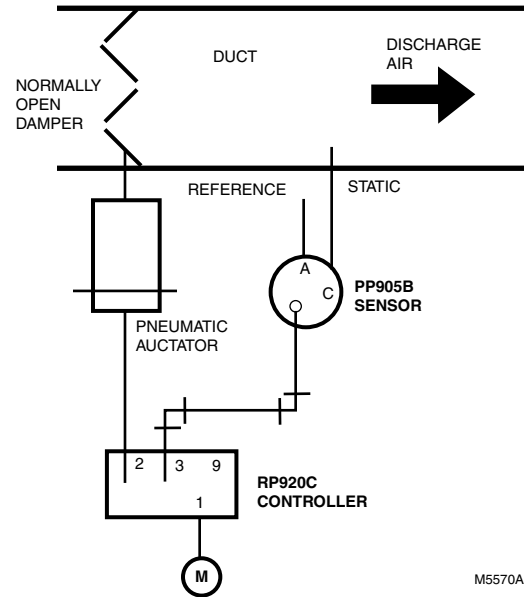 DUCT
DISCHARGE
AIR
NORMALLY
OPEN
DAMPER
REFERENCE
STATIC
A
C
PP905B
SENSOR
PNEUMATIC
AUCTATOR
2 3 9
1
RP920C
CONTROLLER
M
M5570A